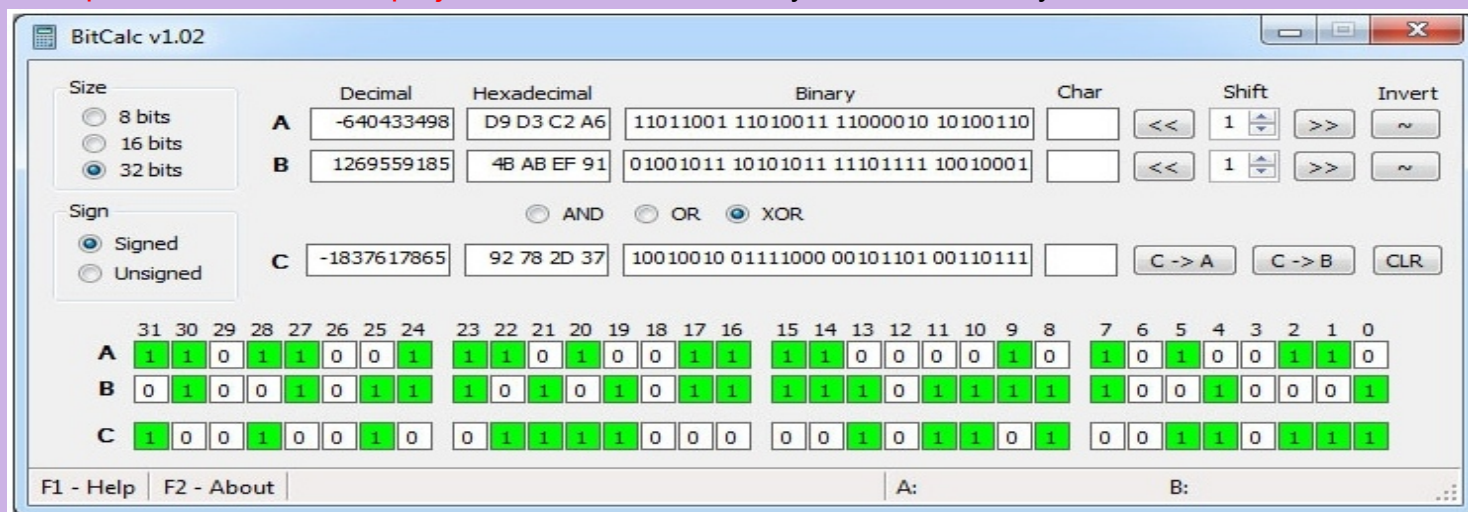 BitCalc v1.02
Size
8 bits
16 bits
32 bits
Sign
Signed
Unsigned
Decimal Hexadecimal Binary Char Shift Invert
A -640433498 D9 D3 C2 A6 11011001 11010011 11000010 10100110 << 1 >> ~
B 1269559185 4B AB EF 91 01001011 10101011 11101111 10010001 << 1 >> ~
AND OR XOR
C -1837617865 92 78 2D 37 10010010 01111000 00101101 00110111 C -> A C -> B CLR
31 30 29 28 27 26 25 24 23 22 21 20 19 18 17 16 15 14 13 12 11 10 9 8 7 6 5 4 3 2 1 0
A 1 1 0 1 1 0 0 1 1 1 0 1 0 0 1 1 1 1 0 0 0 0 1 0 1 0 1 0 0 1 1 0
B 0 1 0 0 1 0 1 1 1 0 1 0 1 0 1 1 1 1 1 0 1 1 1 1 1 0 0 1 0 0 0 1
C 1 0 0 1 0 0 1 0 0 1 1 1 1 0 0 0 0 0 1 0 1 1 0 1 0 0 1 1 0 1 1 1
F1 - Help F2 - About A: B: